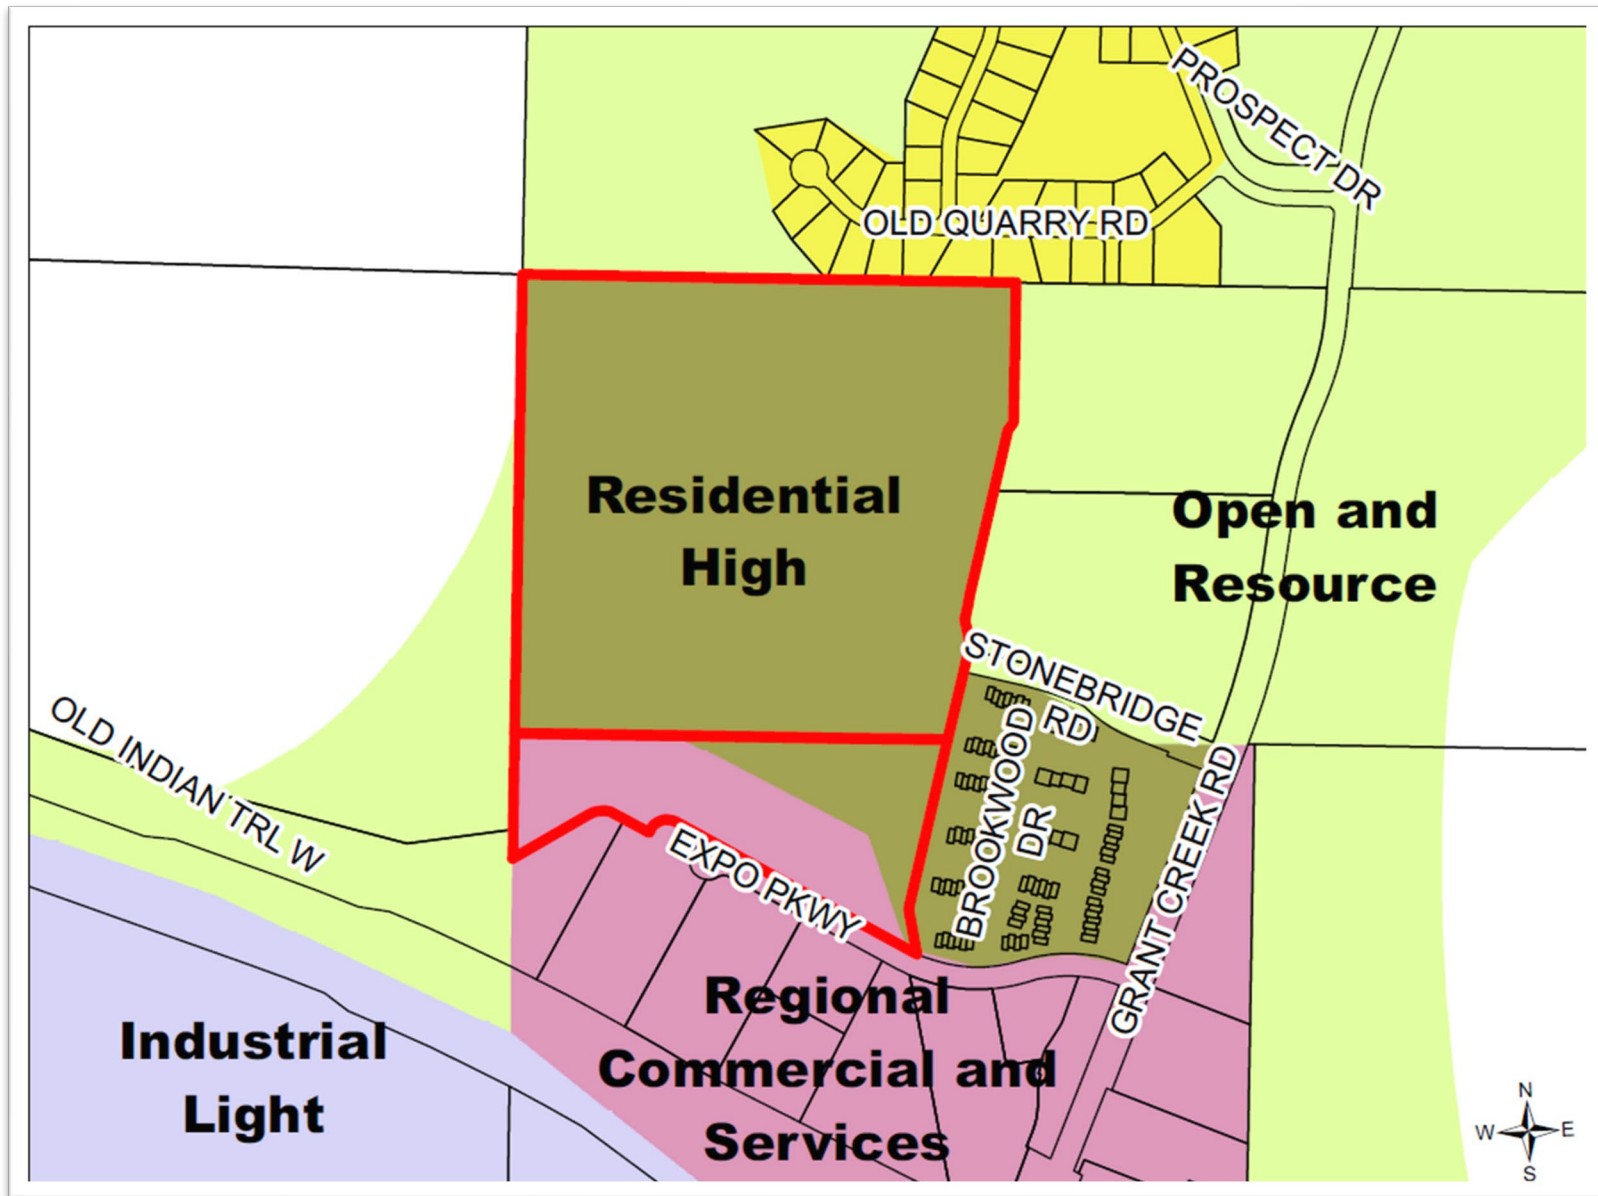 PROSPECT DR
OLD QUARRY RD
Residential
High
Open and
Resource
STONEBRIDGE
RD
BROOKWOOD
DR
OLD INDIAN TRL W
EXPO PKWY
GRANT CREEK RD
Regional
Commercial and
Services
Industrial
Light
N
W E
S